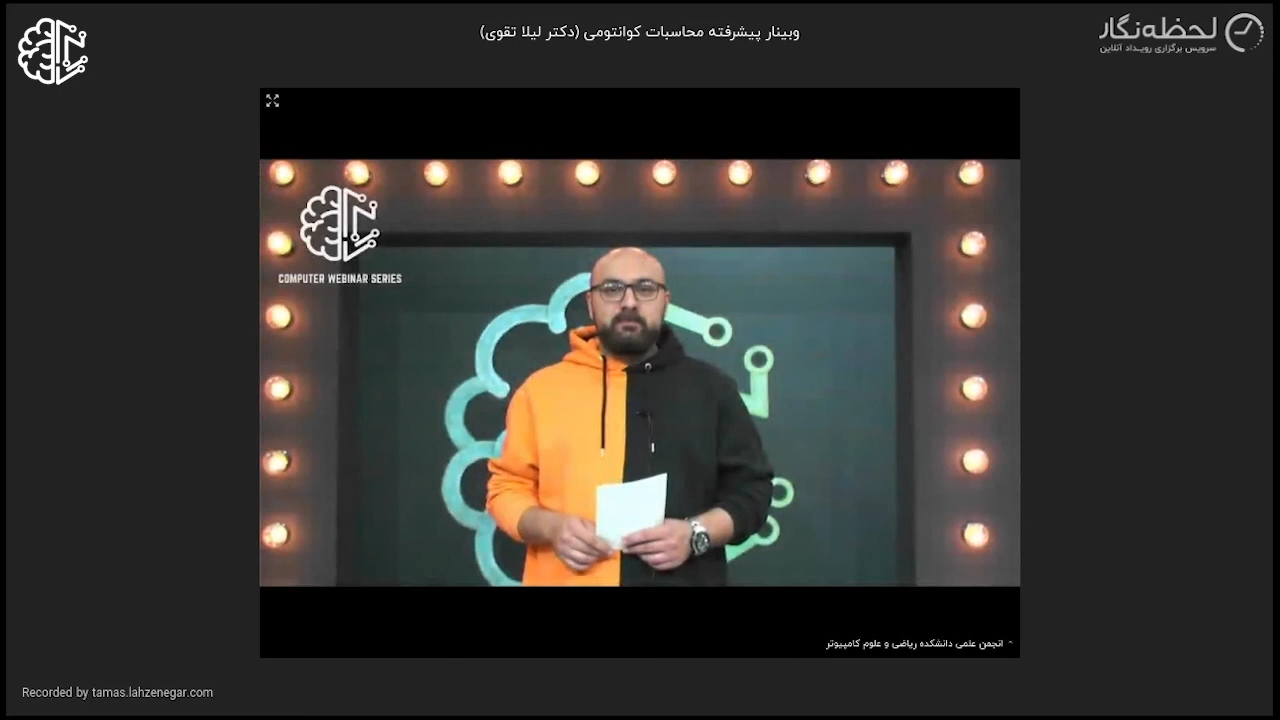 وبینار پیشرفته محاسبات کوانتومی (دکتر لیلا تقوی)
لحظه‌نگار
سرویس برگزاری رویداد آنلاین
COMPUTER WEBINAR SERIES
انجمن علمی دانشکده ریاضی و علوم کامپیوتر
Recorded by tamas.lahzenegar.com